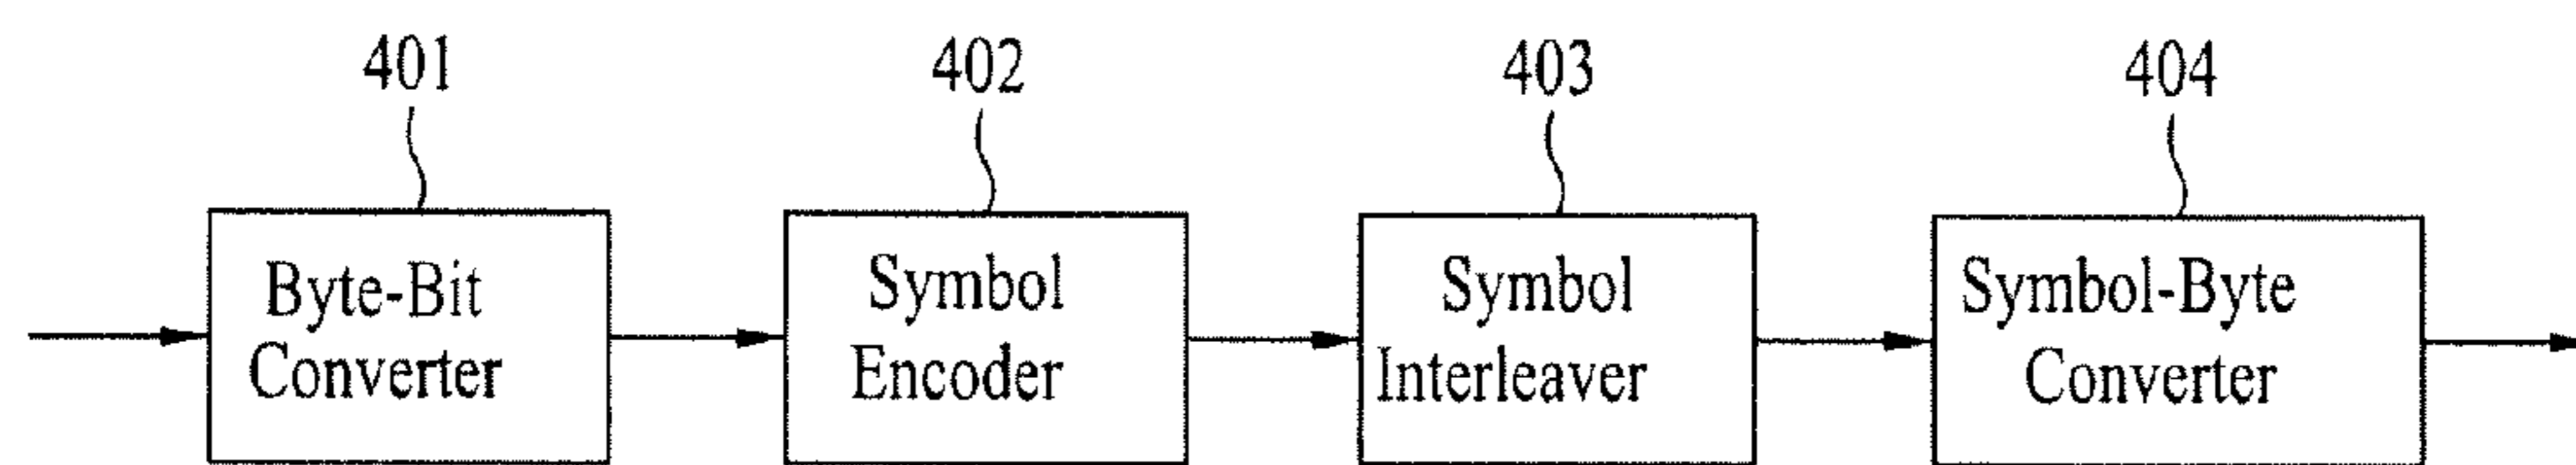 401
402
403
404
Byte-Bit
Converter
Symbol
Encoder
Symbol
Interleaver
Symbol-Byte
Converter